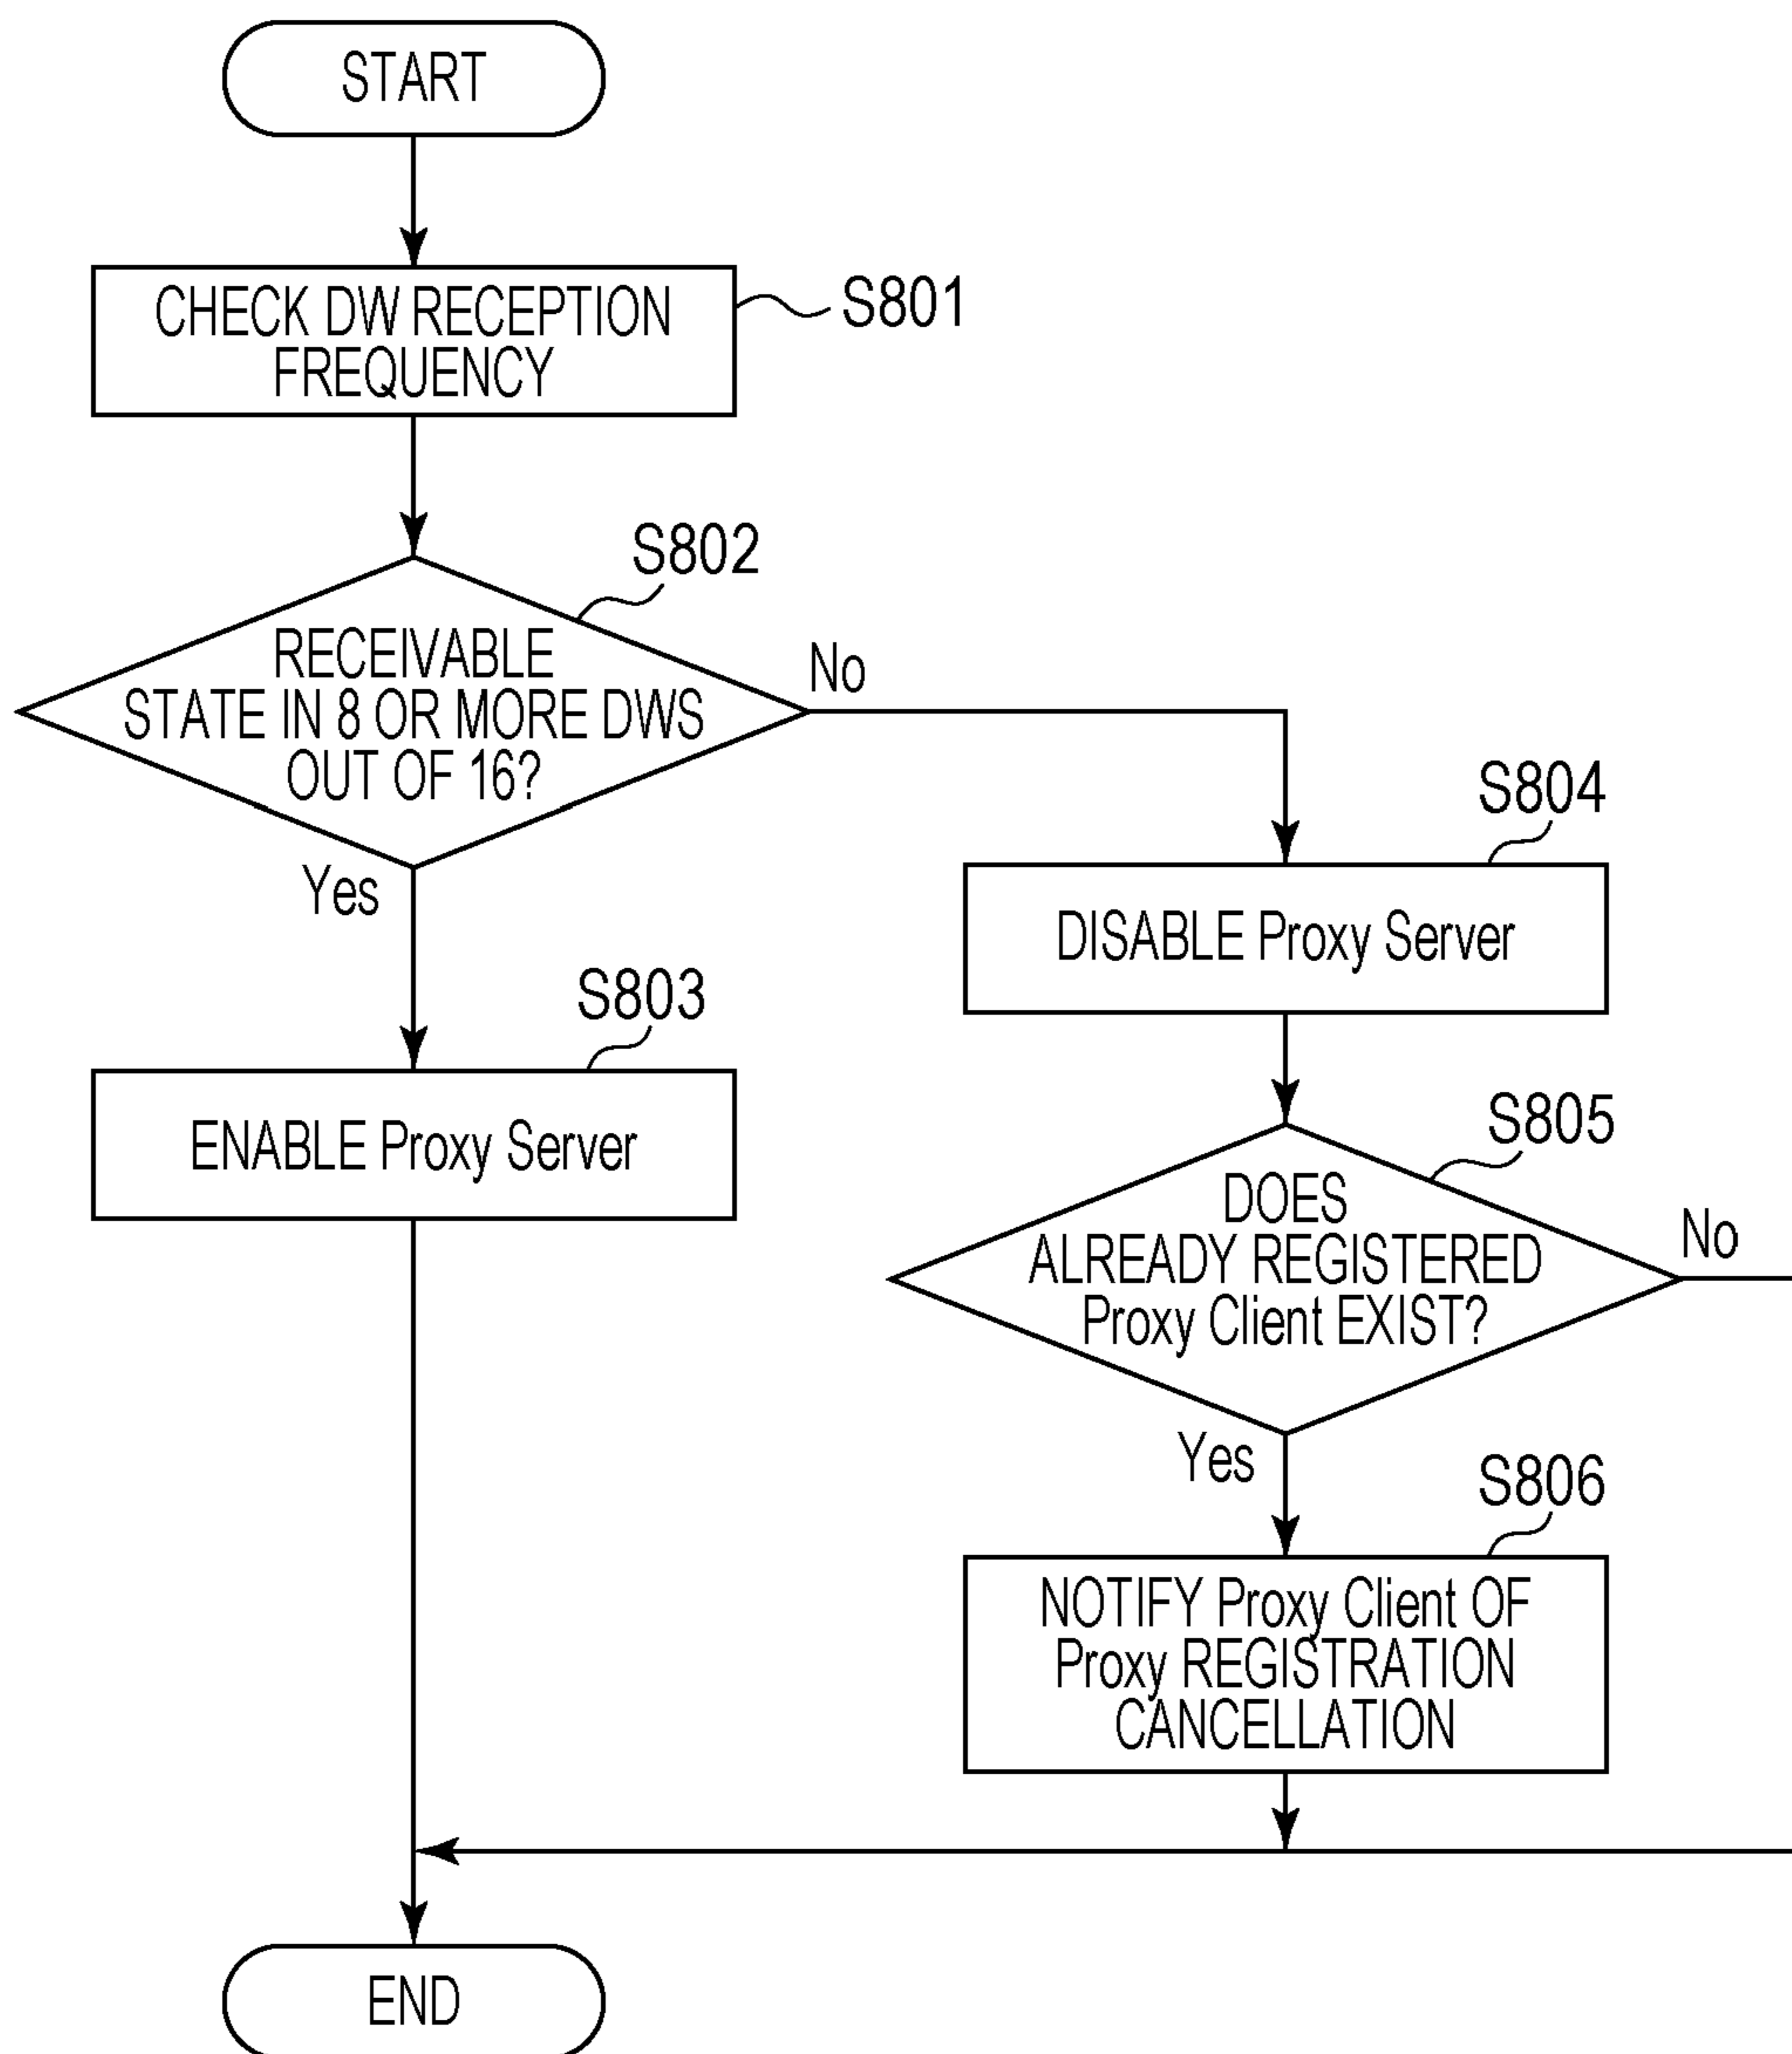 START
CHECK DW RECEPTION
FREQUENCY
S801
S802
RECEIVABLE
STATE IN 8 OR MORE DWS
OUT OF 16?
No
Yes
S803
ENABLE Proxy Server
S804
DISABLE Proxy Server
S805
DOES
ALREADY REGISTERED
Proxy Client EXIST?
No
Yes
S806
NOTIFY Proxy Client OF
Proxy REGISTRATION
CANCELLATION
END